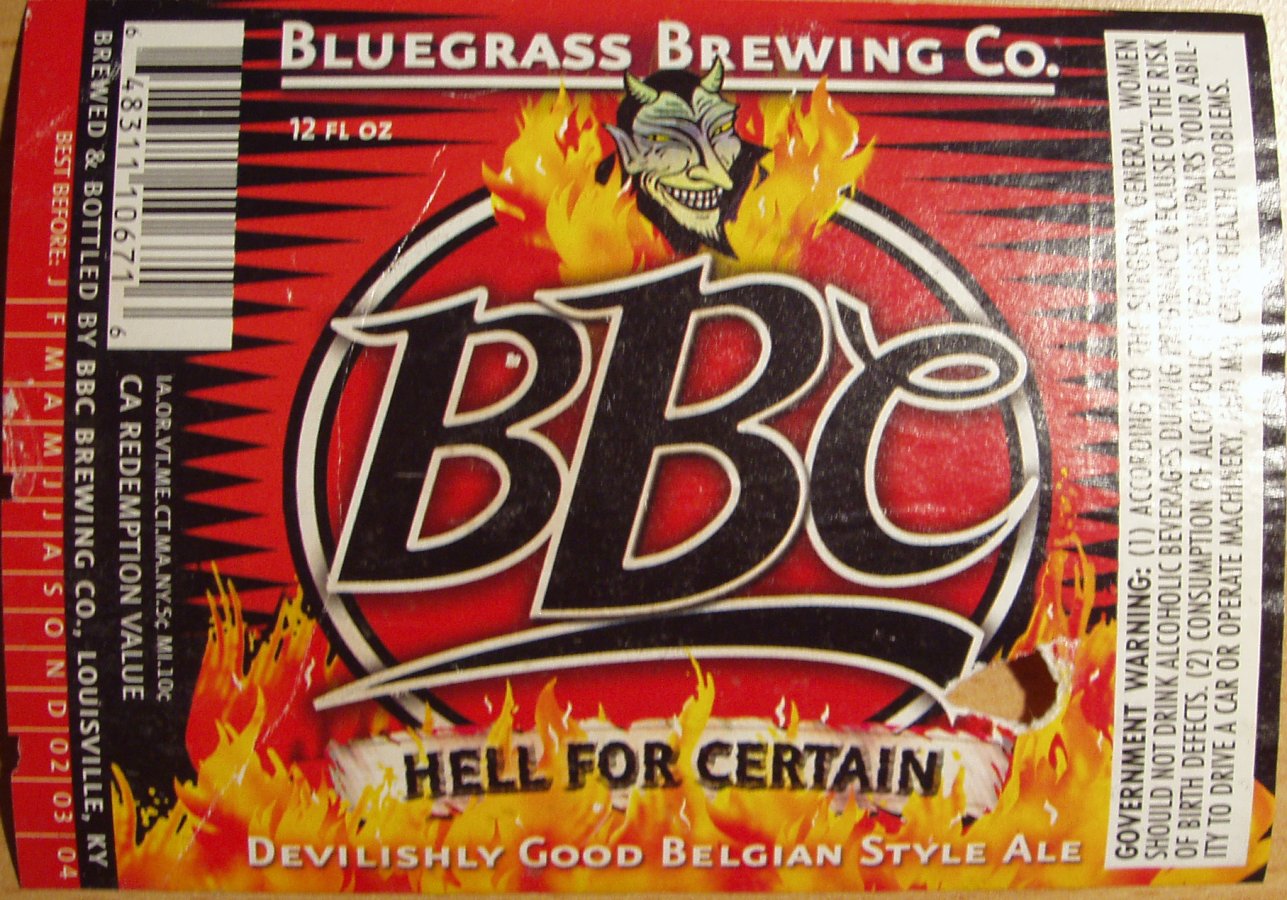 BLUEGRASS BREWING CO.
12 FL OZ
BBC
HELL FOR CERTAIN
DEVILISHLY GOOD BELGIAN STYLE ALE
6 48311 10671 6
IA.OR.VT.ME.CT.MA.NY.5c MI.10c
CA REDEMPTION VALUE
BREWED & BOTTLED BY BBC BREWING CO., LOUISVILLE, KY
BEST BEFORE: J F M A M J J A S O N D 02 03 04
GOVERNMENT WARNING: (1) ACCORDING TO THE SURGEON GENERAL, WOMEN
SHOULD NOT DRINK ALCOHOLIC BEVERAGES DURING PREGNANCY BECAUSE OF THE RISK
OF BIRTH DEFECTS. (2) CONSUMPTION OF ALCOHOLIC BEVERAGES IMPAIRS YOUR ABIL-
ITY TO DRIVE A CAR OR OPERATE MACHINERY, AND MAY CAUSE HEALTH PROBLEMS.